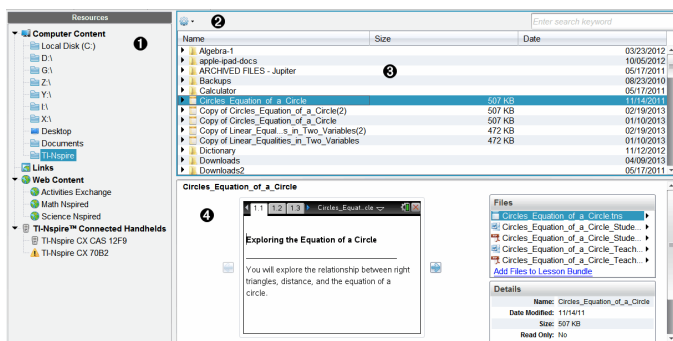 Resources
Computer Content
Local Disk (C:)
D:\
G:\
Z:\
Y:\
I:\
X:\
Desktop
Documents
TI-Nspire
Links
Web Content
Activities Exchange
Math Nspired
Science Nspired
TI-Nspire™ Connected Handhelds
TI-Nspire CX CAS 12F9
TI-Nspire CX 70B2
1
2
Enter search keyword
Name Size Date
Algebra-1 03/23/2012
apple-ipad-docs 10/05/2012
ARCHIVED FILES - Jupiter 05/17/2011
3
Backups 08/23/2010
Calculator 05/17/2011
Circles_Equation_of_a_Circle 507 KB 11/14/2011
Copy of Circles_Equation_of_a_Circle(2) 507 KB 02/19/2013
Copy of Circles_Equation_of_a_Circle 507 KB 01/10/2013
Copy of Linear_Equal...s_in_Two_Variables(2) 472 KB 02/19/2013
Copy of Linear_Equalities_in_Two_Variables 472 KB 01/10/2013
Dictionary 11/12/2012
Downloads 04/09/2013
Downloads2 05/17/2011
Circles_Equation_of_a_Circle
4
1.1 1.2 1.3 Circles_Equat...cle
Exploring the Equation of a Circle
You will explore the relationship between right
triangles, distance, and the equation of a
circle.
Files
Circles_Equation_of_a_Circle.tns
Circles_Equation_of_a_Circle_Stude...
Circles_Equation_of_a_Circle_Stude...
Circles_Equation_of_a_Circle_Teach...
Circles_Equation_of_a_Circle_Teach...
Add Files to Lesson Bundle
Details
Name: Circles_Equation_of_a_Circle
Date Modified: 11/14/11
Size: 507 KB
Read Only: No